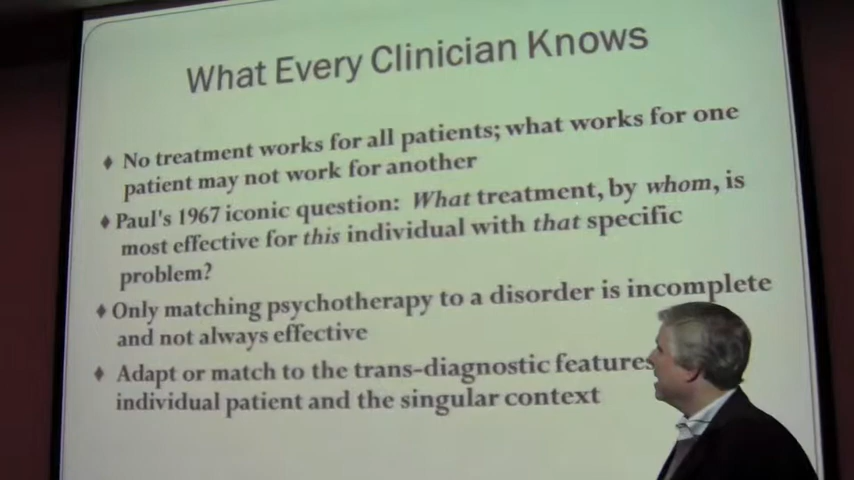 What Every Clinician Knows
♦ No treatment works for all patients; what works for one
patient may not work for another
♦ Paul's 1967 iconic question: What treatment, by whom, is
most effective for this individual with that specific
problem?
♦ Only matching psychotherapy to a disorder is incomplete
and not always effective
♦ Adapt or match to the trans-diagnostic features
individual patient and the singular context